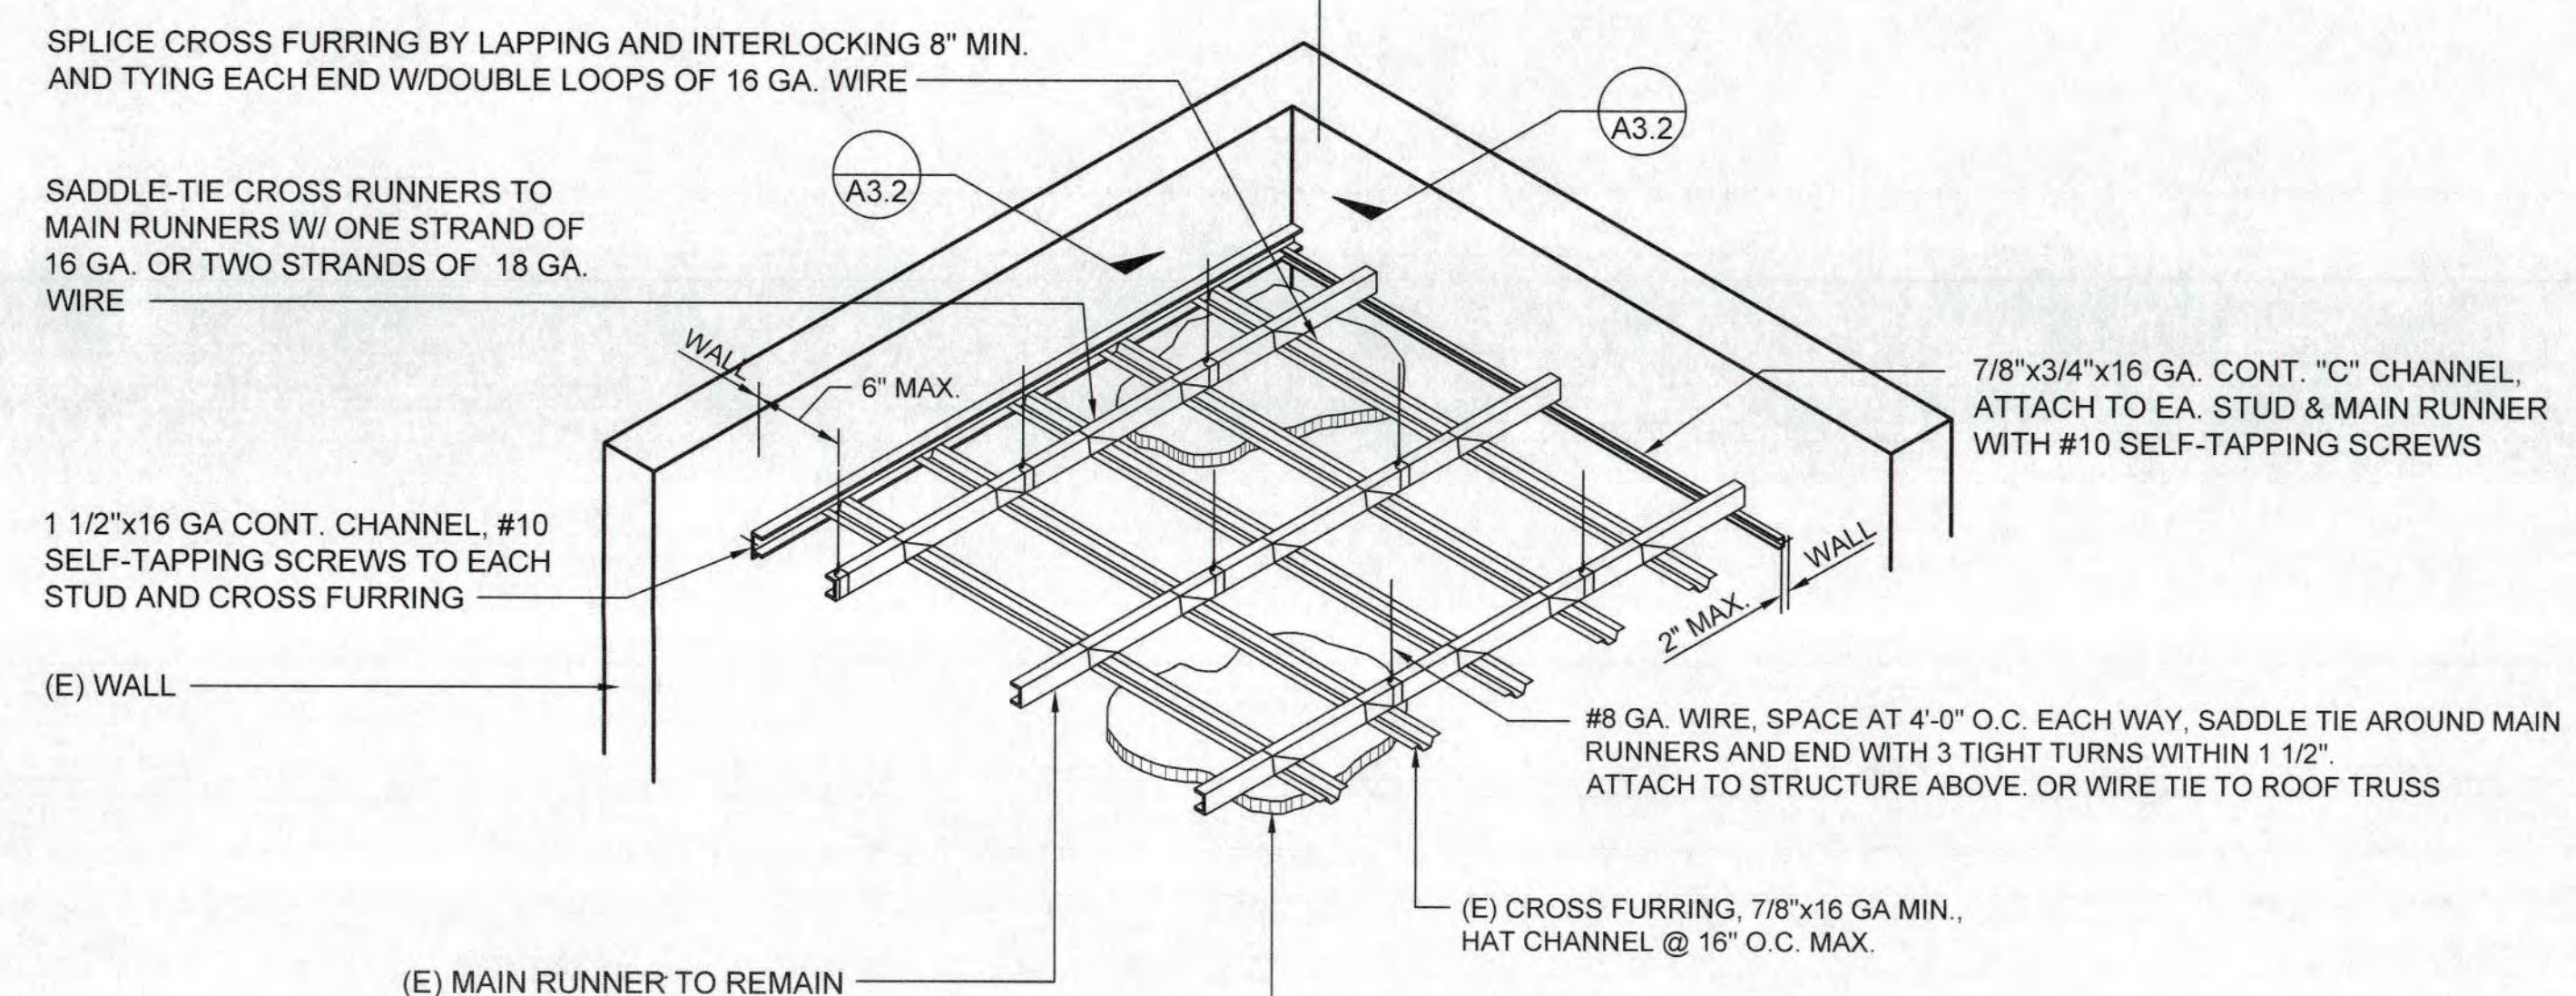 SPLICE CROSS FURRING BY LAPPING AND INTERLOCKING 8" MIN.
AND TYING EACH END W/DOUBLE LOOPS OF 16 GA. WIRE
A3.2
A3.2
SADDLE-TIE CROSS RUNNERS TO
MAIN RUNNERS W/ ONE STRAND OF
16 GA. OR TWO STRANDS OF 18 GA.
WIRE
WALL
6" MAX.
7/8"x3/4"x16 GA. CONT. "C" CHANNEL,
ATTACH TO EA. STUD & MAIN RUNNER
WITH #10 SELF-TAPPING SCREWS
1 1/2"x16 GA CONT. CHANNEL, #10
SELF-TAPPING SCREWS TO EACH
STUD AND CROSS FURRING
WALL
2" MAX.
(E) WALL
#8 GA. WIRE, SPACE AT 4'-0" O.C. EACH WAY, SADDLE TIE AROUND MAIN
RUNNERS AND END WITH 3 TIGHT TURNS WITHIN 1 1/2".
ATTACH TO STRUCTURE ABOVE. OR WIRE TIE TO ROOF TRUSS
(E) CROSS FURRING, 7/8"x16 GA MIN.,
HAT CHANNEL @ 16" O.C. MAX.
(E) MAIN RUNNER TO REMAIN